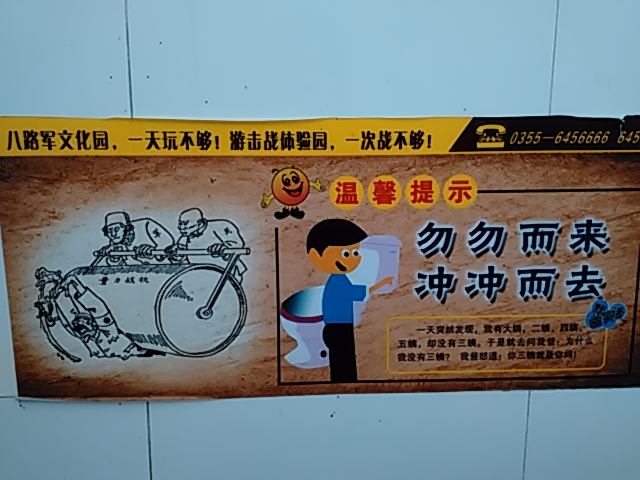 八路军文化园，一天玩不够！游击战体验园，一次战不够！ 0355—6456666
温馨提示
匆匆而来
冲冲而去
一天突然发现，我有大姨，二姨，四姨，
五姨，却没有三姨？于是就去问我爸：为什么
我没有三姨？我爸怒道：你三姨就是你妈！